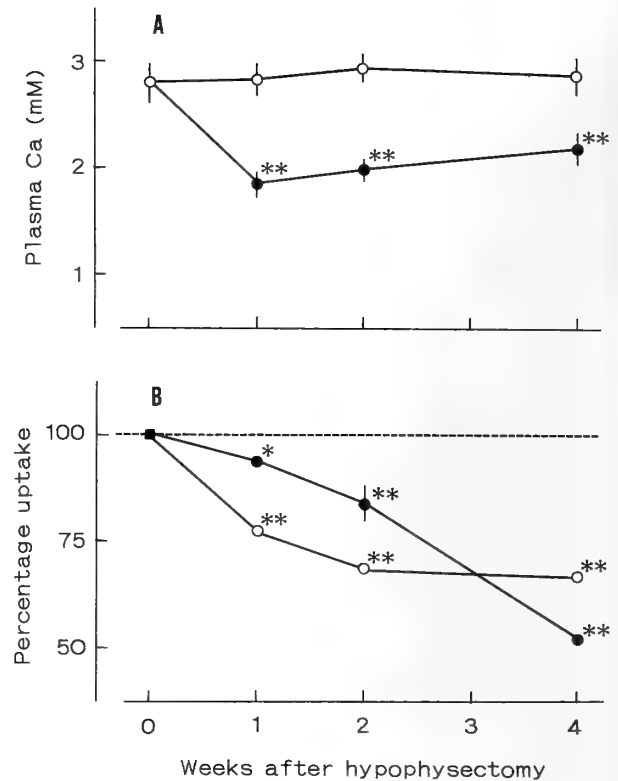 A
Plasma Ca (mM)
3
2
1
**
**
**
B
Percentage uptake
100
75
50
*
**
**
**
**
**
0 1 2 3 4
Weeks after hypophysectomy